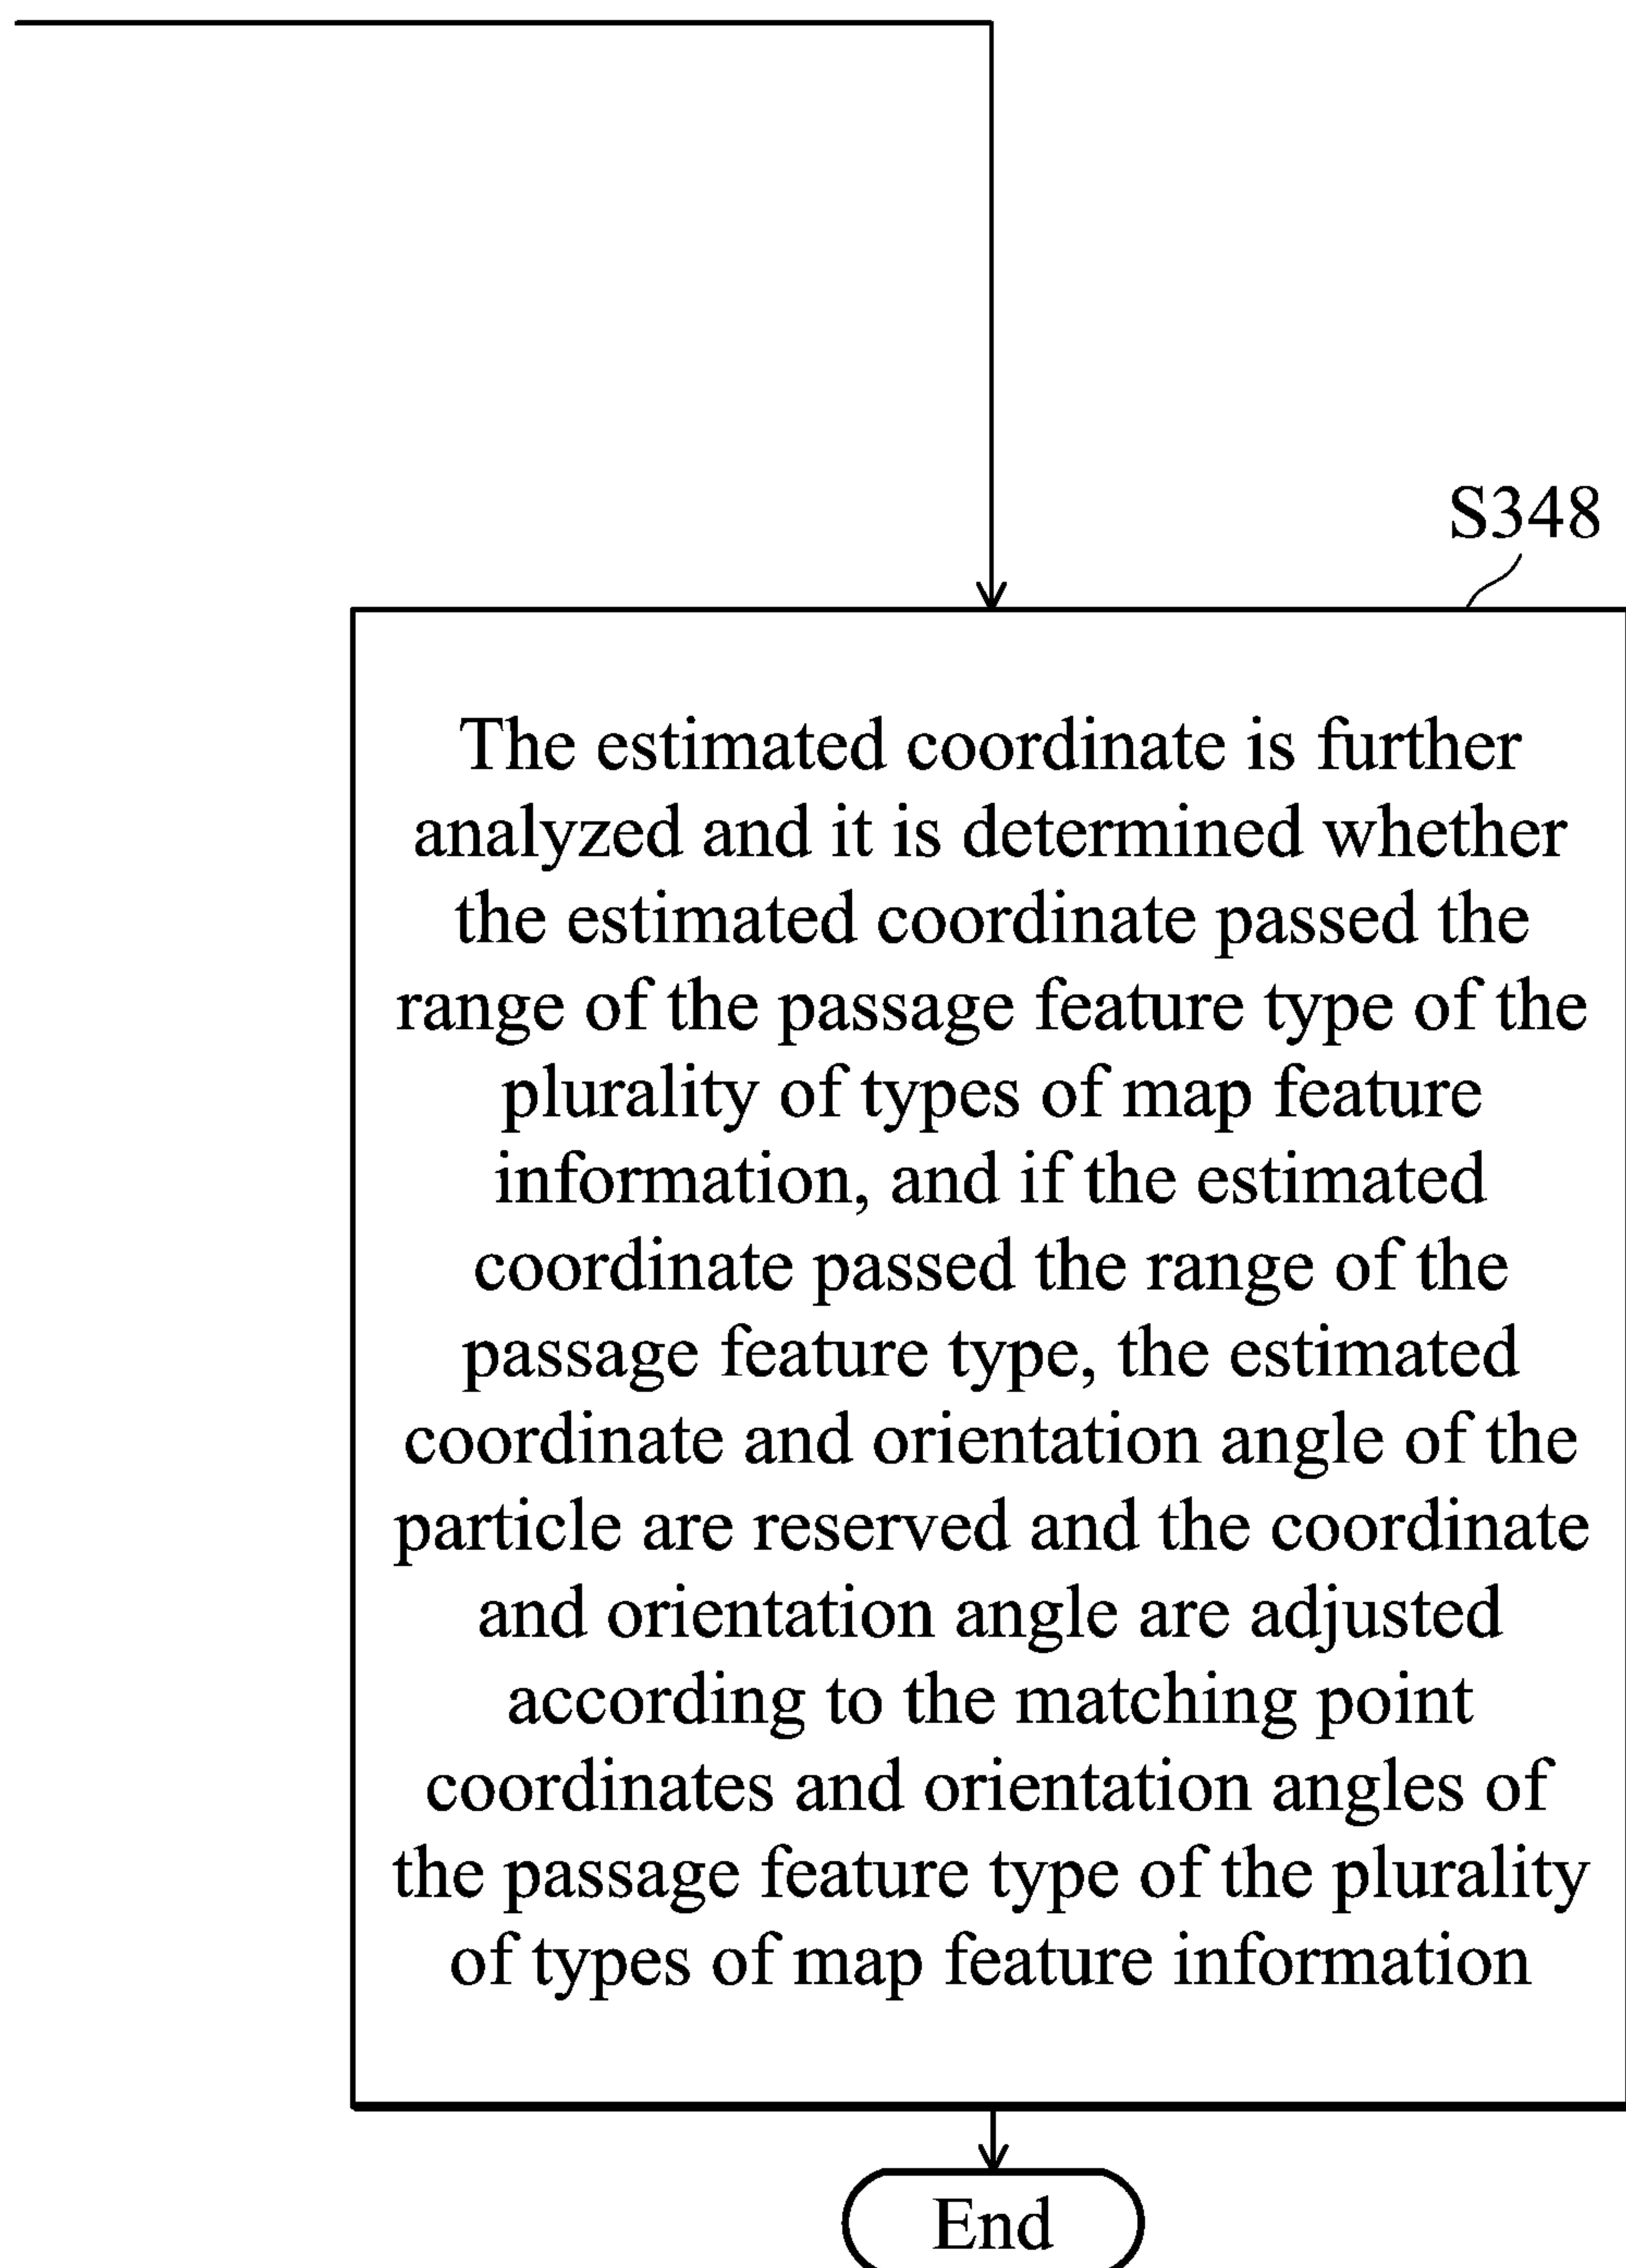 S348
The estimated coordinate is further
analyzed and it is determined whether
the estimated coordinate passed the
range of the passage feature type of the
plurality of types of map feature
information, and if the estimated
coordinate passed the range of the
passage feature type, the estimated
coordinate and orientation angle of the
particle are reserved and the coordinate
and orientation angle are adjusted
according to the matching point
coordinates and orientation angles of
the passage feature type of the plurality
of types of map feature information
End